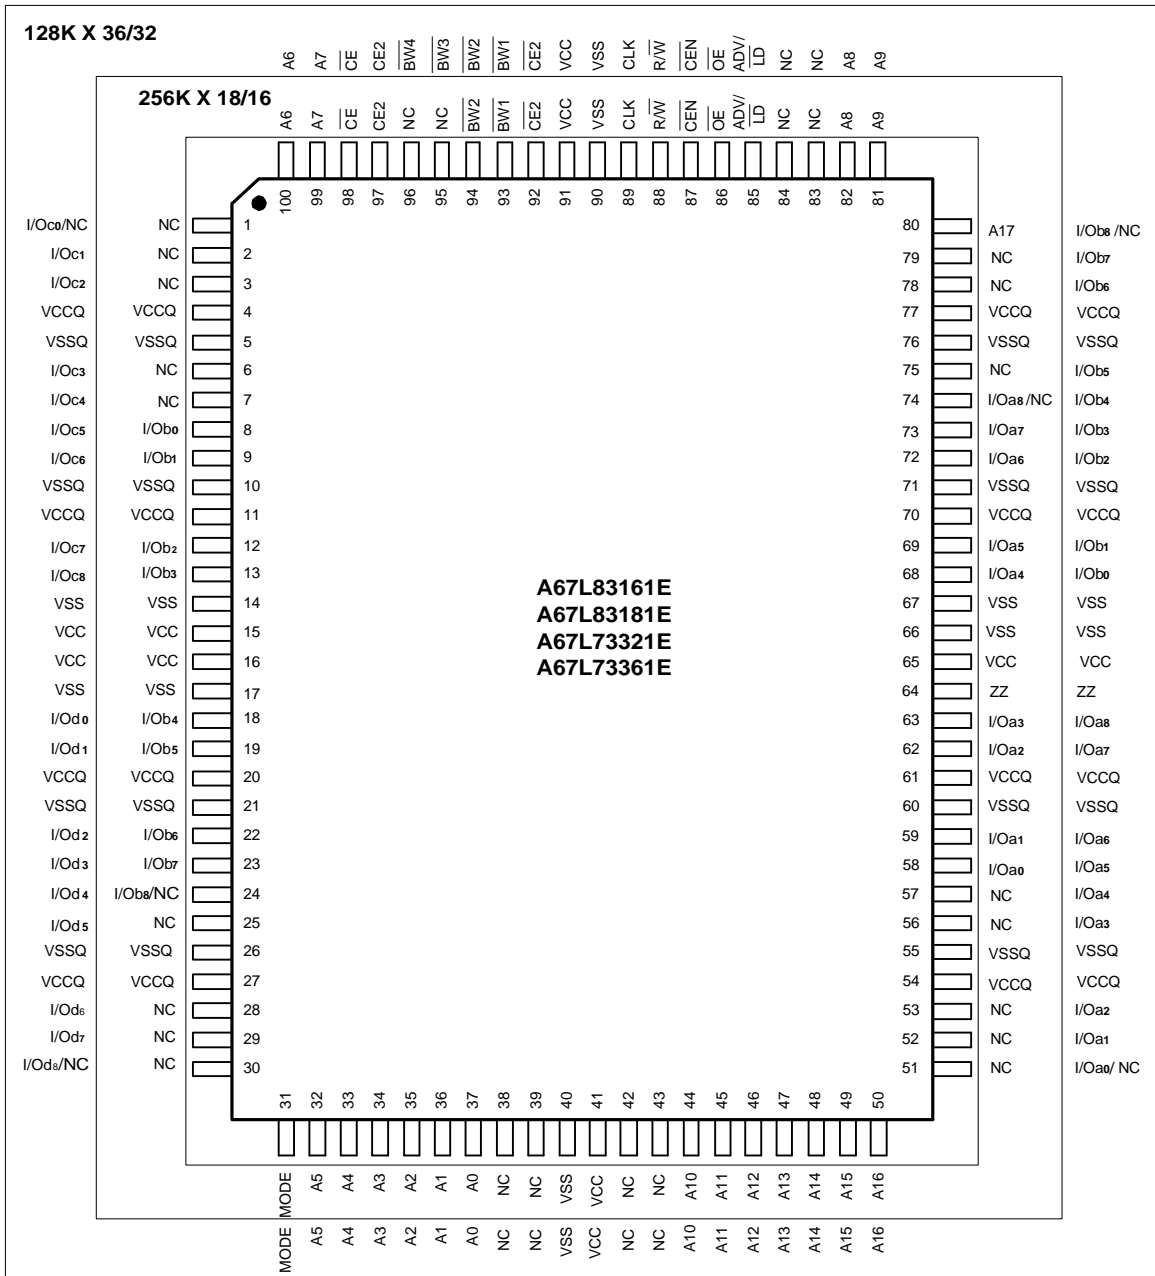 128K X 36/32
A6 A7 CE CE2 BW4 BW3 BW2 BW1 CE2 VCC VSS CLK R/W CEN OE ADV/LD NC NC A8 A9
256K X 18/16
A6 A7 CE CE2 NC NC BW2 BW1 CE2 VCC VSS CLK R/W CEN OE ADV/LD NC NC A8 A9
100 99 98 97 96 95 94 93 92 91 90 89 88 87 86 85 84 83 82 81
I/Oc0/NC NC 1 80 A17 I/Ob8 /NC
I/Oc1 NC 2 79 NC I/Ob7
I/Oc2 NC 3 78 NC I/Ob6
VCCQ VCCQ 4 77 VCCQ VCCQ
VSSQ VSSQ 5 76 VSSQ VSSQ
I/Oc3 NC 6 75 NC I/Ob5
I/Oc4 NC 7 74 I/Oa8 /NC I/Ob4
I/Oc5 I/Ob0 8 73 I/Oa7 I/Ob3
I/Oc6 I/Ob1 9 72 I/Oa6 I/Ob2
VSSQ VSSQ 10 71 VSSQ VSSQ
VCCQ VCCQ 11 70 VCCQ VCCQ
I/Oc7 I/Ob2 12 69 I/Oa5 I/Ob1
I/Oc8 I/Ob3 13 68 I/Oa4 I/Ob0
VSS VSS 14 67 VSS VSS
VCC VCC 15 66 VSS VSS
VCC VCC 16 65 VCC VCC
VSS VSS 17 64 ZZ ZZ
I/Od0 I/Ob4 18 63 I/Oa3 I/Oa8
I/Od1 I/Ob5 19 62 I/Oa2 I/Oa7
VCCQ VCCQ 20 61 VCCQ VCCQ
VSSQ VSSQ 21 60 VSSQ VSSQ
I/Od2 I/Ob6 22 59 I/Oa1 I/Oa6
I/Od3 I/Ob7 23 58 I/Oa0 I/Oa5
I/Od4 I/Ob8/NC 24 57 NC I/Oa4
I/Od5 NC 25 56 NC I/Oa3
VSSQ VSSQ 26 55 VSSQ VSSQ
VCCQ VCCQ 27 54 VCCQ VCCQ
I/Od6 NC 28 53 NC I/Oa2
I/Od7 NC 29 52 NC I/Oa1
I/Od8/NC NC 30 51 NC I/Oa0/ NC
A67L83161E
A67L83181E
A67L73321E
A67L73361E
31 32 33 34 35 36 37 38 39 40 41 42 43 44 45 46 47 48 49 50
MODE A5 A4 A3 A2 A1 A0 NC NC VSS VCC NC NC A10 A11 A12 A13 A14 A15 A16
MODE A5 A4 A3 A2 A1 A0 NC NC VSS VCC NC NC A10 A11 A12 A13 A14 A15 A16